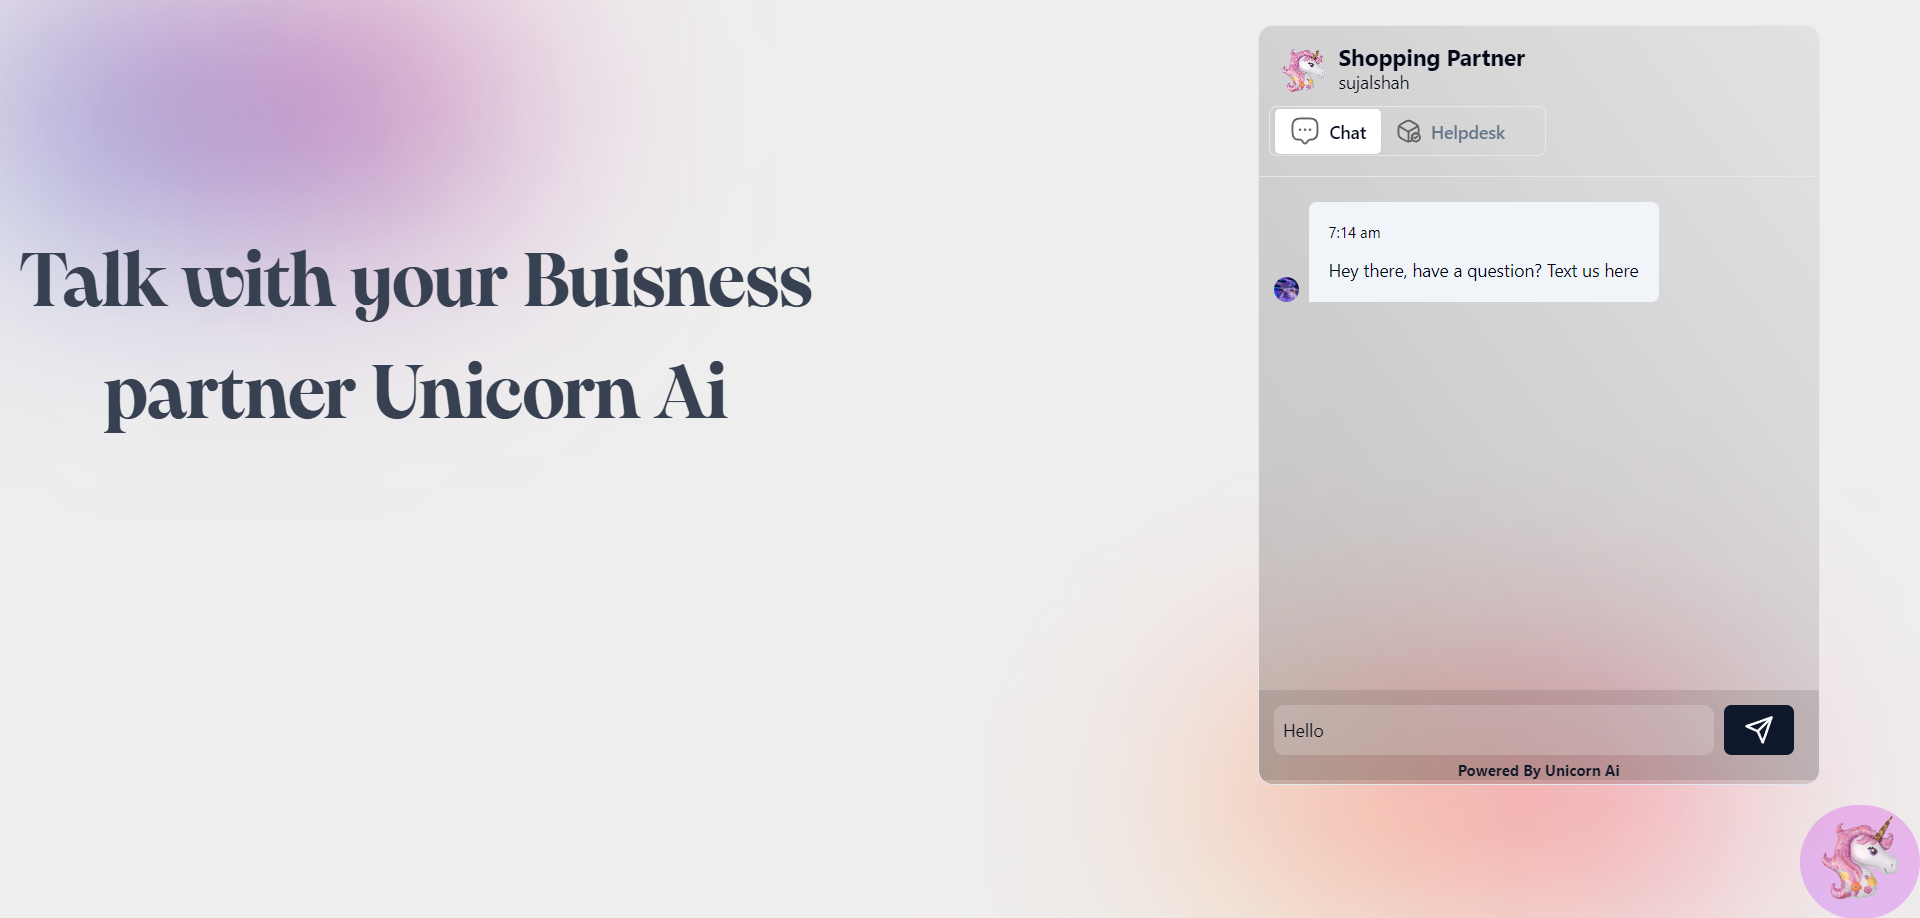 Talk with your Buisness
partner Unicorn Ai
Shopping Partner
sujalshah
Chat
Helpdesk
7:14 am
Hey there, have a question? Text us here
Hello
Powered By Unicorn Ai